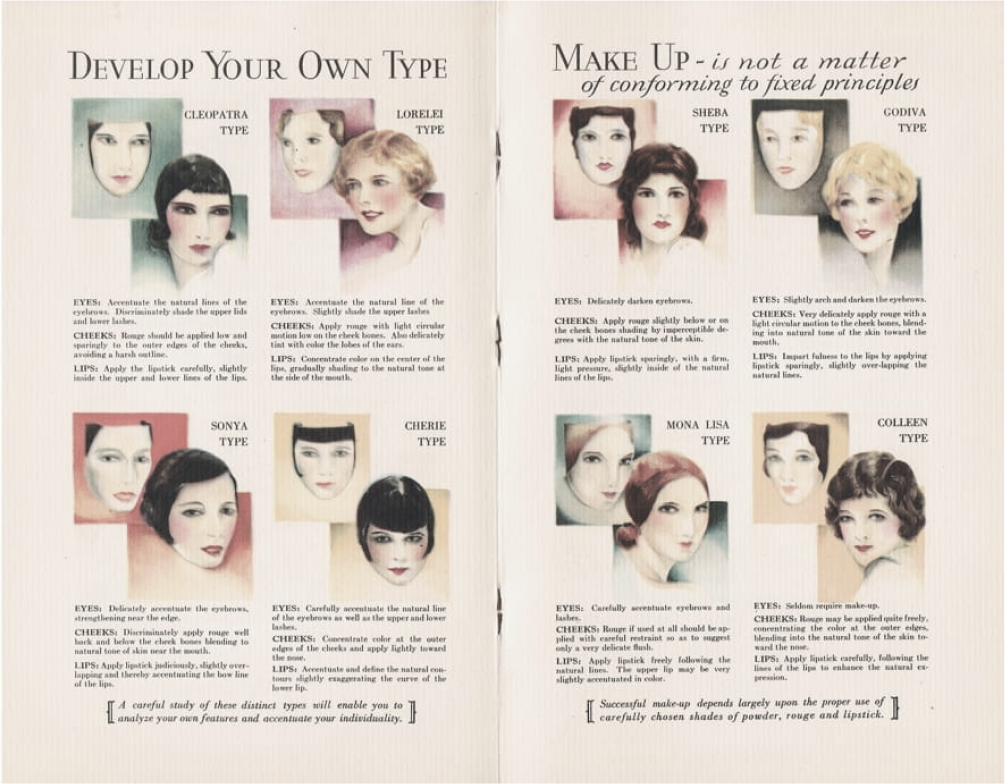 DEVELOP YOUR OWN TYPE
CLEOPATRA
TYPE
EYES: Accentuate the natural lines of the
eyebrows. Discriminately shade the upper lids
and lower lashes.
CHEEKS: Rouge should be applied low and
sparingly to the outer edges of the cheeks,
avoiding a harsh outline.
LIPS: Apply the lipstick carefully, slightly
inside the upper and lower lines of the lips.
LORELEI
TYPE
EYES: Accentuate the natural line of the
eyebrows. Slightly shade the upper lashes
CHEEKS: Apply rouge with light circular
motion low on the cheek bones. Also delicately
tint with color the lobes of the ears.
LIPS: Concentrate color on the center of the
lips, gradually shading to the natural tone at
the side of the mouth.
SONYA
TYPE
EYES: Delicately accentuate the eyebrows,
strengthening near the edge.
CHEEKS: Discriminately apply rouge well
back and below the cheek bones blending to
natural tone of skin near the mouth.
LIPS: Apply lipstick judiciously, slightly over-
lapping and thereby accentuating the bow line
of the lips.
CHERIE
TYPE
EYES: Carefully accentuate the natural line
of the eyebrows as well as the upper and lower
lashes.
CHEEKS: Concentrate color at the outer
edges of the cheeks and apply lightly toward
the nose.
LIPS: Accentuate and define the natural con-
tours slightly exaggerating the curve of the
lower lip.
A careful study of these distinct types will enable you to
analyze your own features and accentuate your individuality.
MAKE UP - is not a matter
of conforming to fixed principles
SHEBA
TYPE
EYES: Delicately darken eyebrows.
CHEEKS: Apply rouge slightly below or on
the cheek bones shading by imperceptible de-
grees with the natural tone of the skin.
LIPS: Apply lipstick sparingly, with a firm,
light pressure, slightly inside of the natural
lines of the lips.
GODIVA
TYPE
EYES: Slightly arch and darken the eyebrows.
CHEEKS: Very delicately apply rouge with a
light circular motion to the cheek bones, blend-
ing into natural tone of the skin toward the
mouth.
LIPS: Impart fulness to the lips by applying
lipstick sparingly, slightly over-lapping the
natural lines.
MONA LISA
TYPE
EYES: Carefully accentuate eyebrows and
lashes.
CHEEKS: Rouge if used at all should be ap-
plied with careful restraint so as to suggest
only a very delicate flush.
LIPS: Apply lipstick freely following the
natural lines. The upper lip may be very
slightly accentuated in color.
COLLEEN
TYPE
EYES: Seldom require make-up.
CHEEKS: Rouge may be applied quite freely,
concentrating the color at the outer edges,
blending into the natural tone of the skin to-
ward the nose.
LIPS: Apply lipstick carefully, following the
lines of the lips to enhance the natural ex-
pression.
Successful make-up depends largely upon the proper use of
carefully chosen shades of powder, rouge and lipstick.